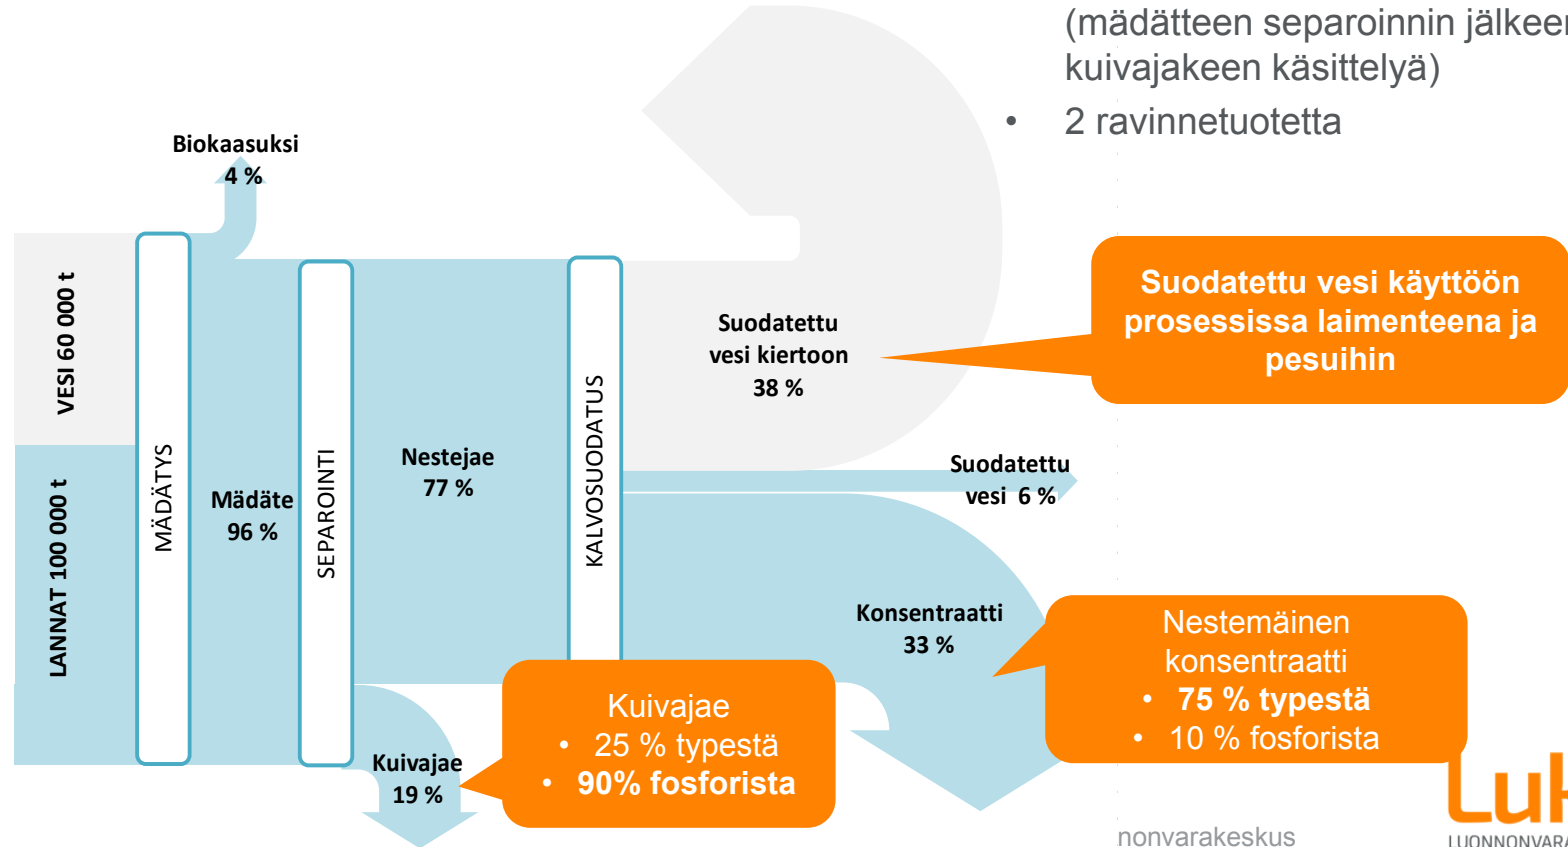 (mädätteen separoinnin jälkeen
kuivajakeen käsittelyä)
• 2 ravinnetuotetta
Biokaasuksi
4 %
VESI 60 000 t
LANNAT 100 000 t
MÄDÄTYS
Mädäte
96 %
SEPAROINTI
Nestejae
77 %
KALVOSUODATUS
Suodatettu
vesi kiertoon
38 %
Suodatettu vesi käyttöön
prosessissa laimenteena ja
pesuihin
Suodatettu
vesi 6 %
Konsentraatti
33 %
Nestemäinen
konsentraatti
• 75 % typestä
• 10 % fosforista
Kuivajae
19 %
Kuivajae
• 25 % typestä
• 90% fosforista
nonvarakeskus
Luk
LUONNONVARA